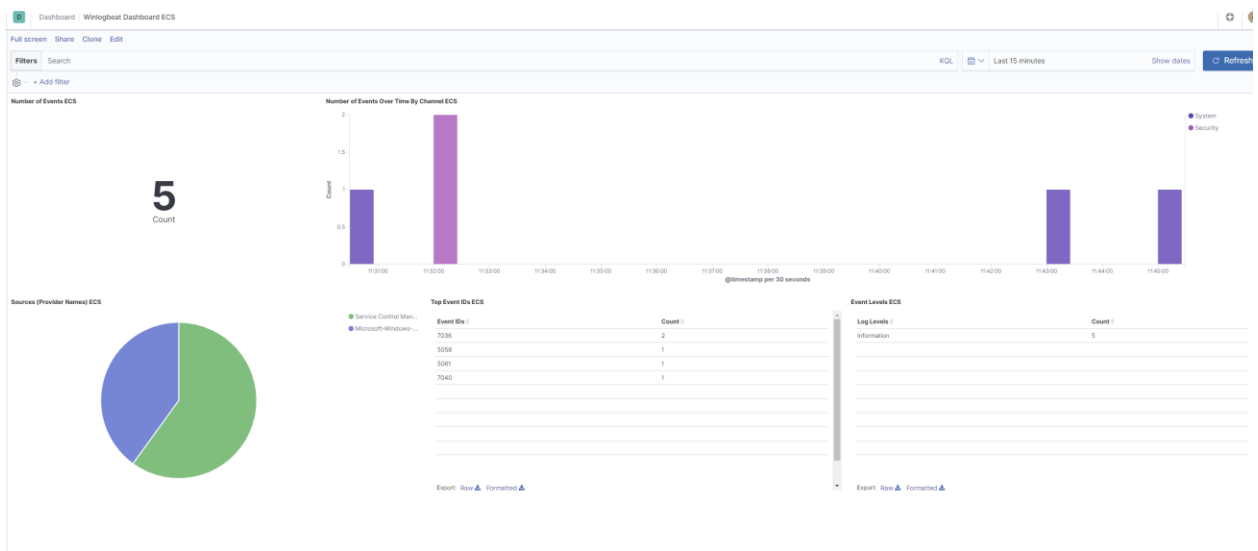 D Dashboard / Winlogbeat Dashboard ECS
Full screen Share Clone Edit
Filters Search KQL Last 15 minutes Show dates Refresh
+ Add filter
Number of Events ECS
5
Count
Number of Events Over Time By Channel ECS
2
1.5
1
0.5
0
Count
11:31:00 11:32:00 11:33:00 11:34:00 11:35:00 11:36:00 11:37:00 11:38:00 11:39:00 11:40:00 11:41:00 11:42:00 11:43:00 11:44:00 11:45:00
@timestamp per 30 seconds
System
Security
Sources (Provider Names) ECS
Service Control Man...
Microsoft-Windows-...
Top Event IDs ECS
Event IDs Count
7036 2
5058 1
5061 1
7040 1
Export: Raw Formatted
Event Levels ECS
Log Levels Count
information 5
Export: Raw Formatted